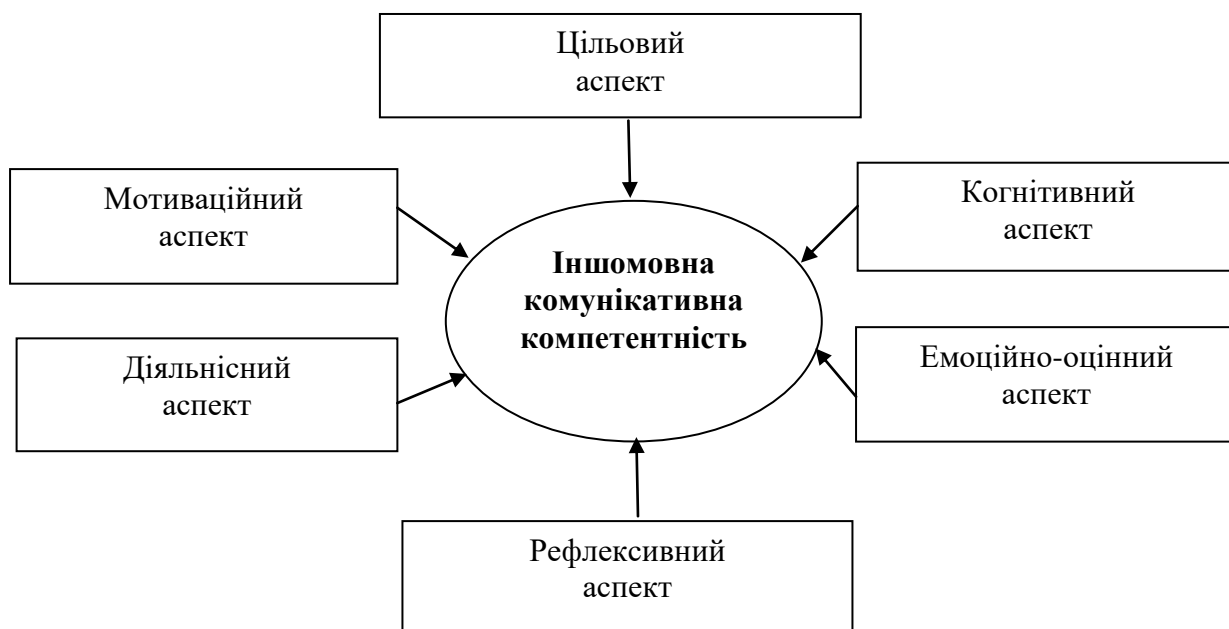 Цільовий
аспект
Мотиваційний
аспект
Когнітивний
аспект
Іншомовна
комунікативна
компетентність
Діяльнісний
аспект
Емоційно-оцінний
аспект
Рефлексивний
аспект